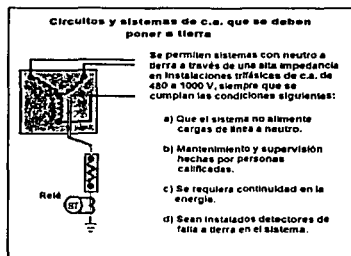 Circuitos y sistemas de c.a. que se deben
poner a tierra
Se permiten sistemas con neutro a
tierra a través de una alta impedancia
en instalaciones trifásicas de c.a. de
480 a 1000 V, siempre que se
cumplan las condiciones siguientes:
a) Que el sistema no alimente
cargas de línea a neutro.
b) Mantenimiento y supervisión
hechas por personas
calificadas.
c) Se requiera continuidad en la
energía.
d) Sean instalados detectores de
falla a tierra en el sistema.
Relé
ST